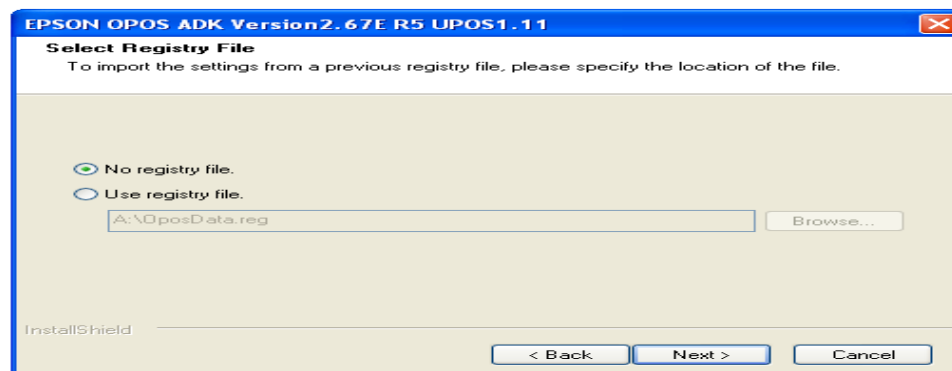 EPSON OPOS ADK Version2.67E R5 UPOS1.11
Select Registry File
To import the settings from a previous registry file, please specify the location of the file.
No registry file.
Use registry file.
A:\OposData.reg
Browse...
InstallShield
< Back
Next >
Cancel